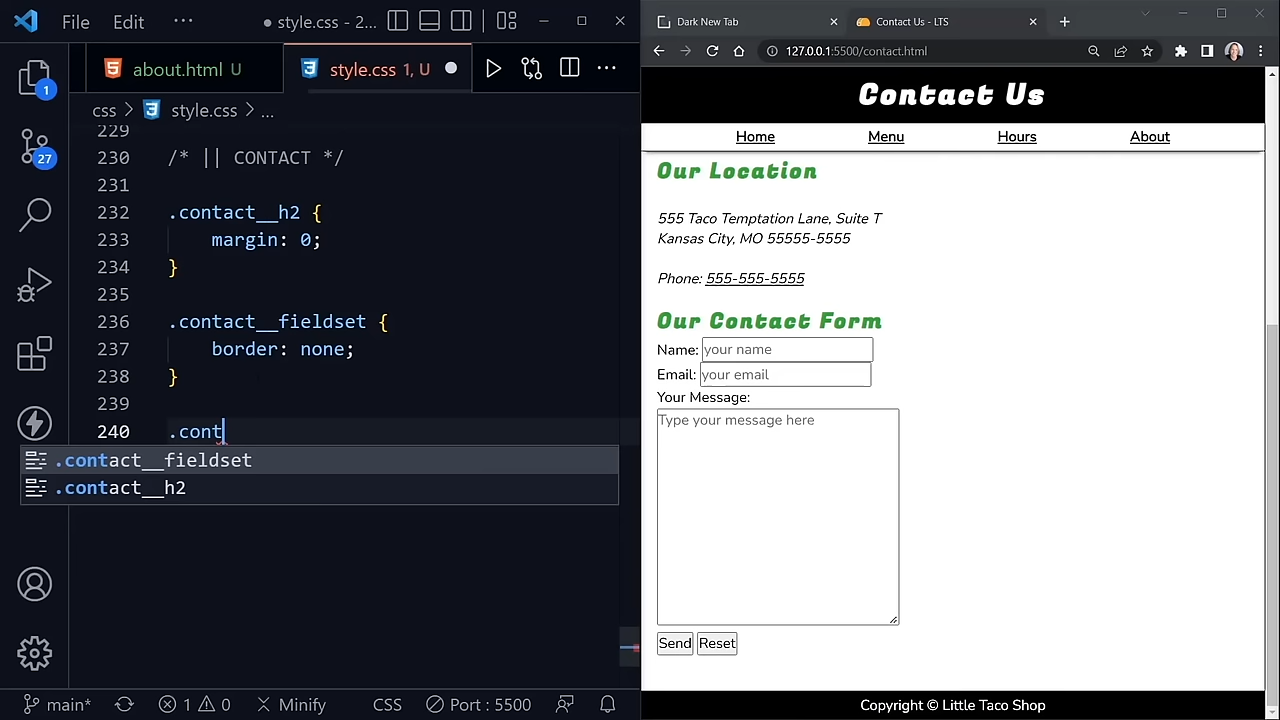 File Edit ··· ● style.css - 2...
about.html U style.css 1, U ●
css > style.css > ...
229
230 /* || CONTACT */
231
232 .contact__h2 {
233 margin: 0;
234 }
235
236 .contact__fieldset {
237 border: none;
238 }
239
240 .cont
.contact__fieldset
.contact__h2
1
27
main* 1 0 Minify CSS Port : 5500
Dark New Tab Contact Us - LTS
127.0.0.1:5500/contact.html
Contact Us
Home Menu Hours About
Our Location
555 Taco Temptation Lane, Suite T
Kansas City, MO 55555-5555
Phone: 555-555-5555
Our Contact Form
Name: your name
Email: your email
Your Message:
Type your message here
Send Reset
Copyright © Little Taco Shop